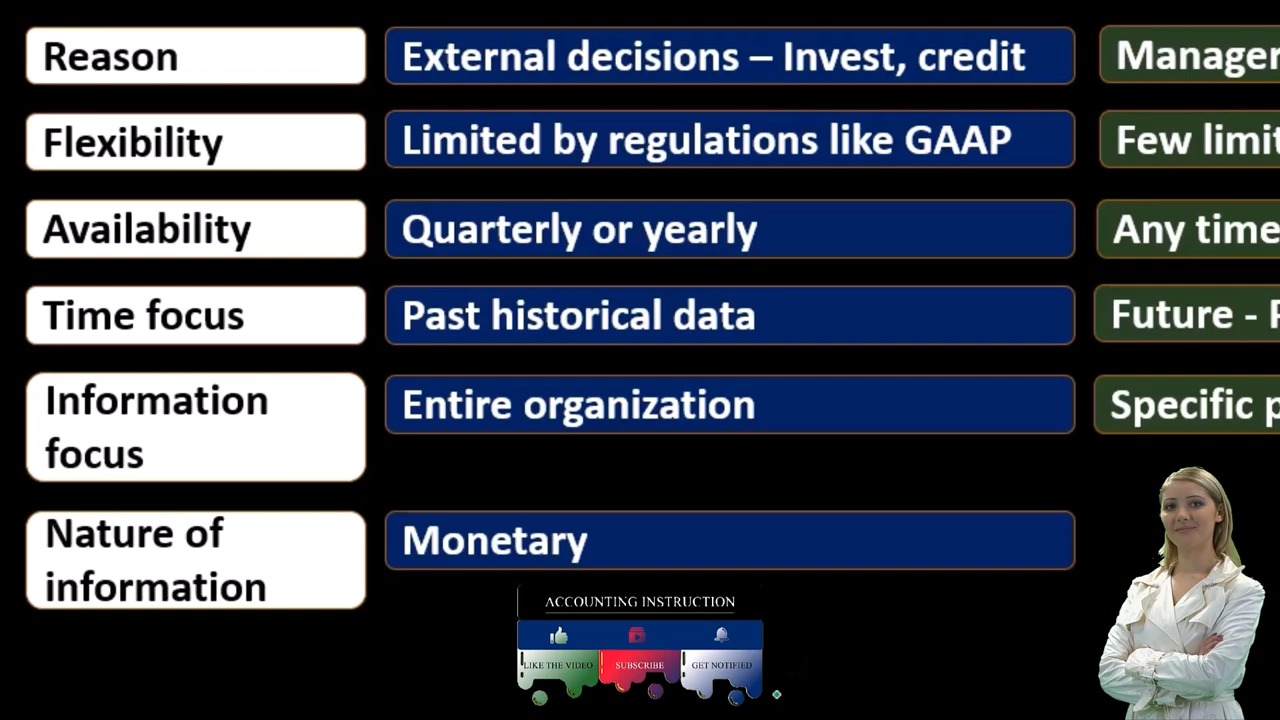 Reason
External decisions – Invest, credit
Flexibility
Limited by regulations like GAAP
Few
Availability
Quarterly or yearly
Any time
Time focus
Past historical data
Future -
Information
focus
Entire organization
Specific
Nature of
information
Monetary
ACCOUNTING INSTRUCTION
LIKE THE VIDEO
SUBSCRIBE
GET NOTIFIED